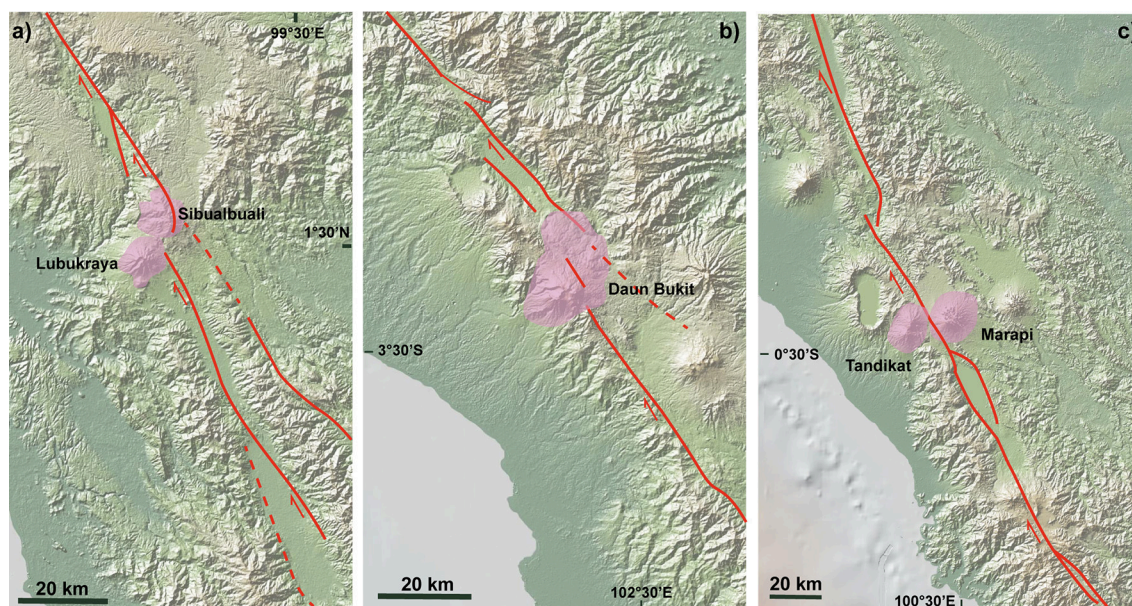 a)
99°30'E
Sibualbuali
1°30'N
Lubukraya
20 km
b)
Daun Bukit
3°30'S
20 km
102°30'E
c)
Marapi
Tandikat
0°30'S
20 km
100°30'E